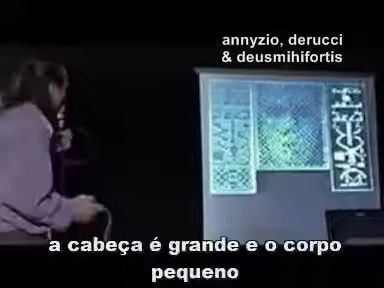 annyzio, derucci
& deusmihifortis
a cabeça é grande e o corpo
pequeno